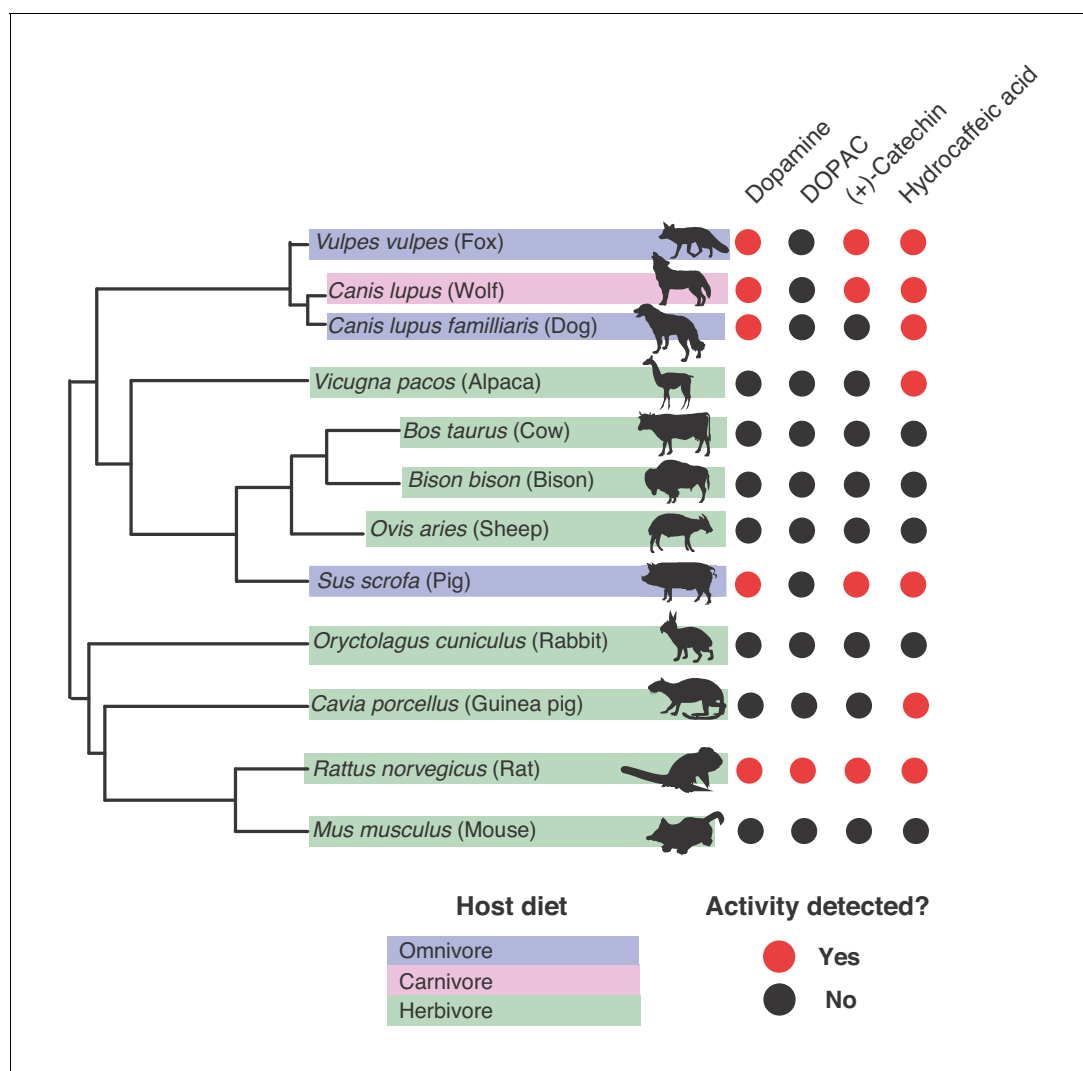 Dopamine
DOPAC
(+)-Catechin
Hydrocaffeic acid
Vulpes vulpes (Fox)
Canis lupus (Wolf)
Canis lupus familliaris (Dog)
Vicugna pacos (Alpaca)
Bos taurus (Cow)
Bison bison (Bison)
Ovis aries (Sheep)
Sus scrofa (Pig)
Oryctolagus cuniculus (Rabbit)
Cavia porcellus (Guinea pig)
Rattus norvegicus (Rat)
Mus musculus (Mouse)
Host diet
Omnivore
Carnivore
Herbivore
Activity detected?
Yes
No